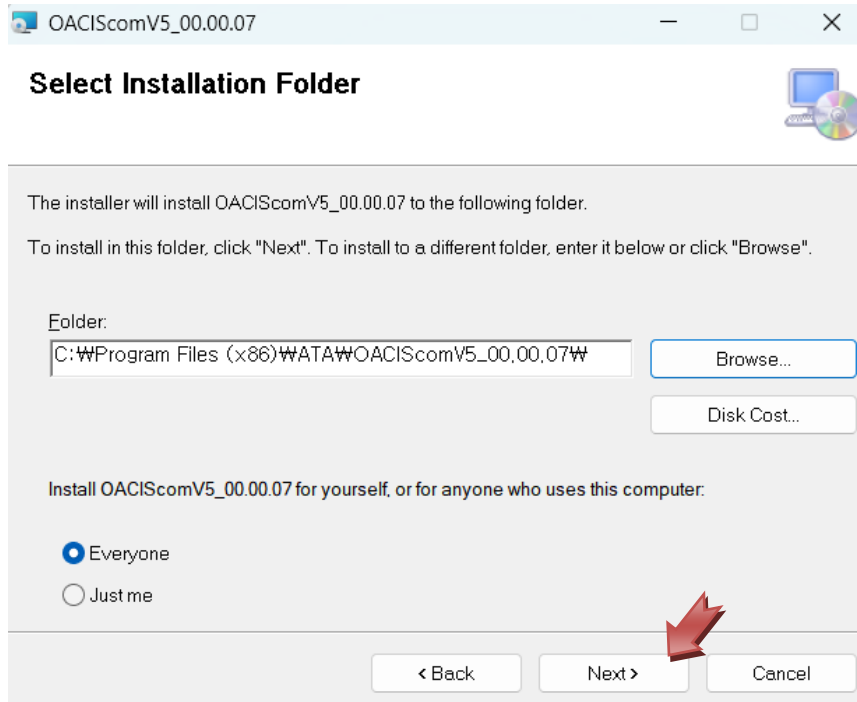 OACIScomV5_00.00.07
Select Installation Folder
The installer will install OACIScomV5_00.00.07 to the following folder.
To install in this folder, click "Next". To install to a different folder, enter it below or click "Browse".
Folder:
C:₩Program Files (x86)₩ATA₩OACIScomV5_00,00,07₩
Browse...
Disk Cost...
Install OACIScomV5_00.00.07 for yourself, or for anyone who uses this computer:
Everyone
Just me
< Back Next > Cancel